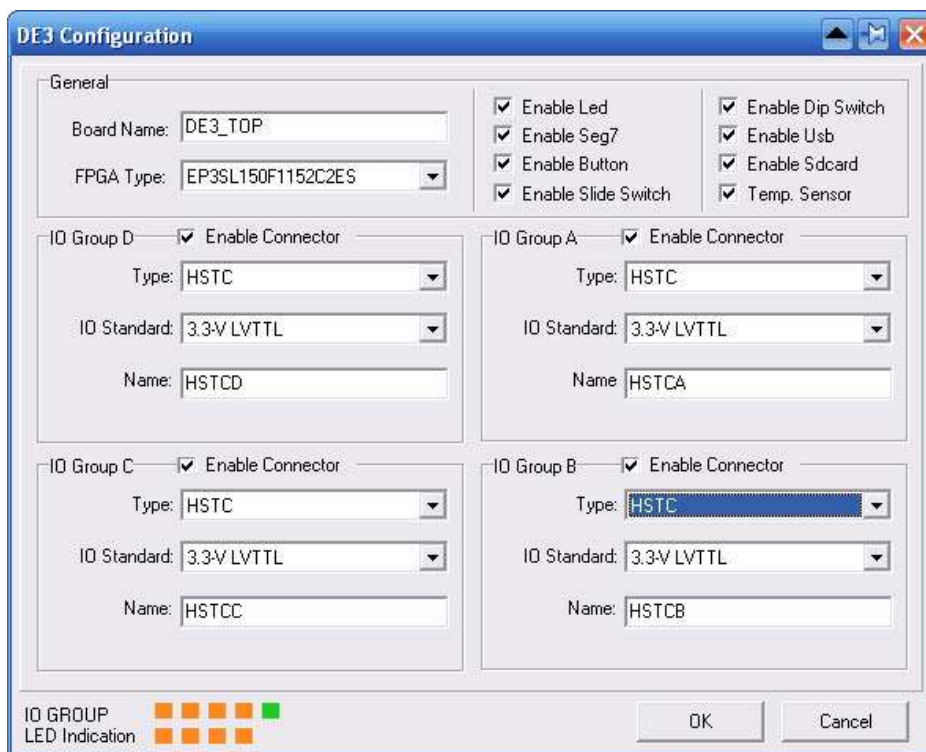 DE3 Configuration
General
Board Name: DE3_TOP
FPGA Type: EP3SL150F1152C2ES
Enable Led
Enable Seg7
Enable Button
Enable Slide Switch
Enable Dip Switch
Enable Usb
Enable Sdcard
Temp. Sensor
IO Group D Enable Connector
Type: HSTC
IO Standard: 3.3-V LVTTL
Name: HSTCD
IO Group A Enable Connector
Type: HSTC
IO Standard: 3.3-V LVTTL
Name HSTCA
IO Group C Enable Connector
Type: HSTC
IO Standard: 3.3-V LVTTL
Name: HSTCC
IO Group B Enable Connector
Type: HSTC
IO Standard: 3.3-V LVTTL
Name: HSTCB
IO GROUP
LED Indication
OK
Cancel